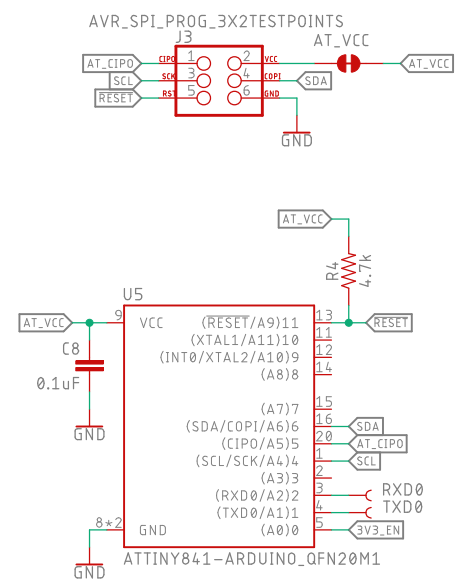 AVR_SPI_PROG_3X2TESTPOINTS
J3
AT_VCC
AT_CIPO CIPO 1 2 VCC AT_VCC
SCL SCK 3 4 COPI SDA
RESET RST 5 6 GND
GND
AT_VCC
R4
4.7k
U5
AT_VCC 9 VCC (RESET/A9)11 13 RESET
(XTAL1/A11)10 11
(INT0/XTAL2/A10)9 12
C8 (A8)8 14
0.1uF
(A7)7 15
GND (SDA/COPI/A6)6 16 SDA
(CIPO/A5)5 20 AT_CIPO
(SCL/SCK/A4)4 1 SCL
(A3)3 2
(RXD0/A2)2 3 RXD0
(TXD0/A1)1 4 TXD0
8*2 GND (A0)0 5 3V3_EN
ATTINY841-ARDUINO_QFN20M1
GND